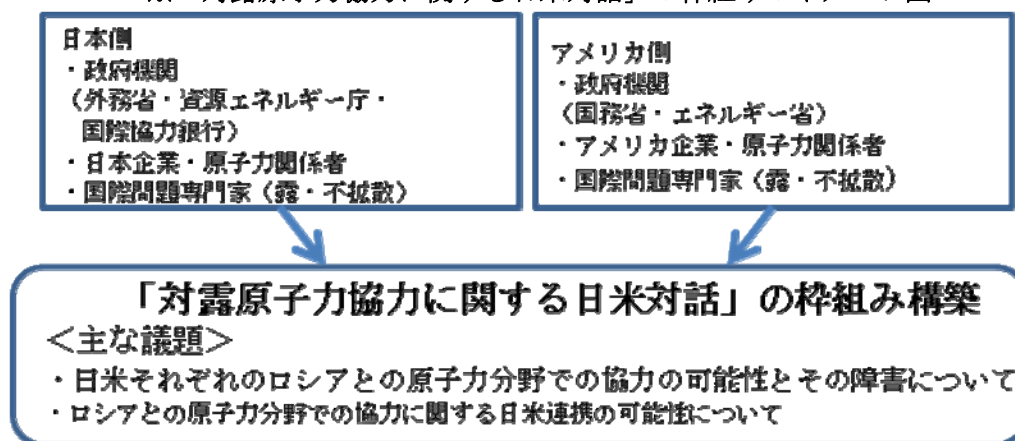 日本側
・政府機関
（外務省・資源エネルギー庁・
国際協力銀行）
・日本企業・原子力関係者
・国際問題専門家（露・不拡散）
アメリカ側
・政府機関
（国務省・エネルギー省）
・アメリカ企業・原子力関係者
・国際問題専門家（露・不拡散）
「対露原子力協力に関する日米対話」の枠組み構築
＜主な議題＞
・日米それぞれのロシアとの原子力分野での協力の可能性とその障害について
・ロシアとの原子力分野での協力に関する日米連携の可能性について